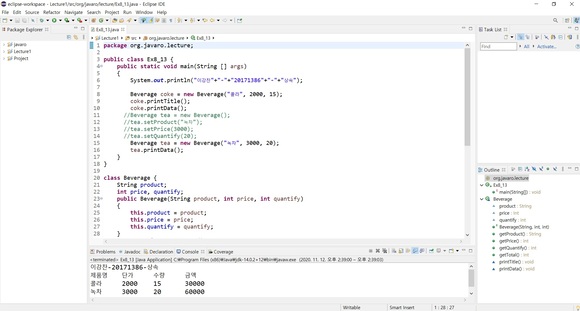 eclipse-workspace - Lecture1/src/org/javaro/lecture/Ex8_13.java - Eclipse IDE
File Edit Source Refactor Navigate Search Project Run Window Help
Package Explorer
javaro
Lecture1
Project
Ex8_13.java
Lecture1 src org.javaro.lecture Ex8_13
1 package org.javaro.lecture;
2
3 public class Ex8_13 {
4 public static void main(String [] args)
5 {
6 System.out.println("이강찬"+"-"+"20171386"+"-"+"상속");
7
8 Beverage coke = new Beverage("콜라", 2000, 15);
9 coke.printTitle();
10 coke.printData();
11 //Beverage tea = new Beverage();
12 //tea.setProduct("녹차");
13 //tea.setPrice(3000);
14 //tea.setQuantify(20);
15 Beverage tea = new Beverage("녹차", 3000, 20);
16 tea.printData();
17 }
18 }
19
20 class Beverage {
21 String product;
22 int price, quantify;
23 public Beverage(String product, int price, int quantify)
24 {
25 this.product = product;
26 this.price = price;
27 this.quantify = quantify;
28 }
Task List
Find All Activate...
Outline
org.javaro.lecture
Ex8_13
main(String[]) : void
Beverage
product : String
price : int
quantify : int
Beverage(String, int, int)
getProduct() : String
getPrice() : int
getQuantify() : int
getTotal() : int
printTitle() : void
printData() : void
Problems Javadoc Declaration Console Coverage
<terminated> Ex8_13 [Java Application] C:\Program Files\Java\jdk-14.0.2+12\bin\javaw.exe (2020. 11. 12. 오후 2:39:00 – 오후 2:39:03)
이강찬-20171386-상속
제품명 단가 수량 금액
콜라 2000 15 30000
녹차 3000 20 60000
Writable Smart Insert 1 : 28 : 27